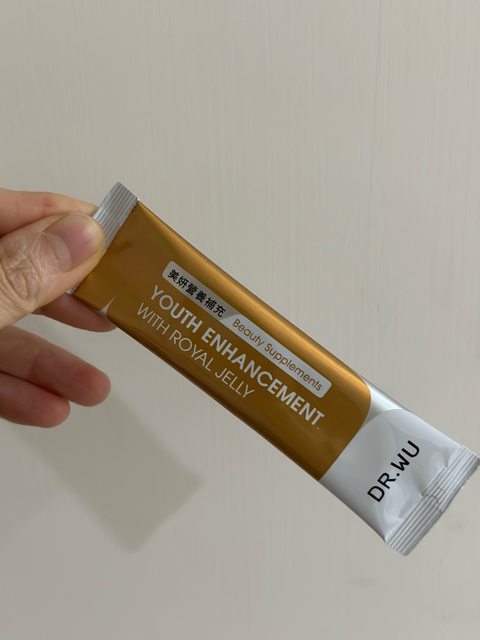 美妍營養補充 Beauty Supplements
YOUTH ENHANCEMENT
WITH ROYAL JELLY
DR.WU